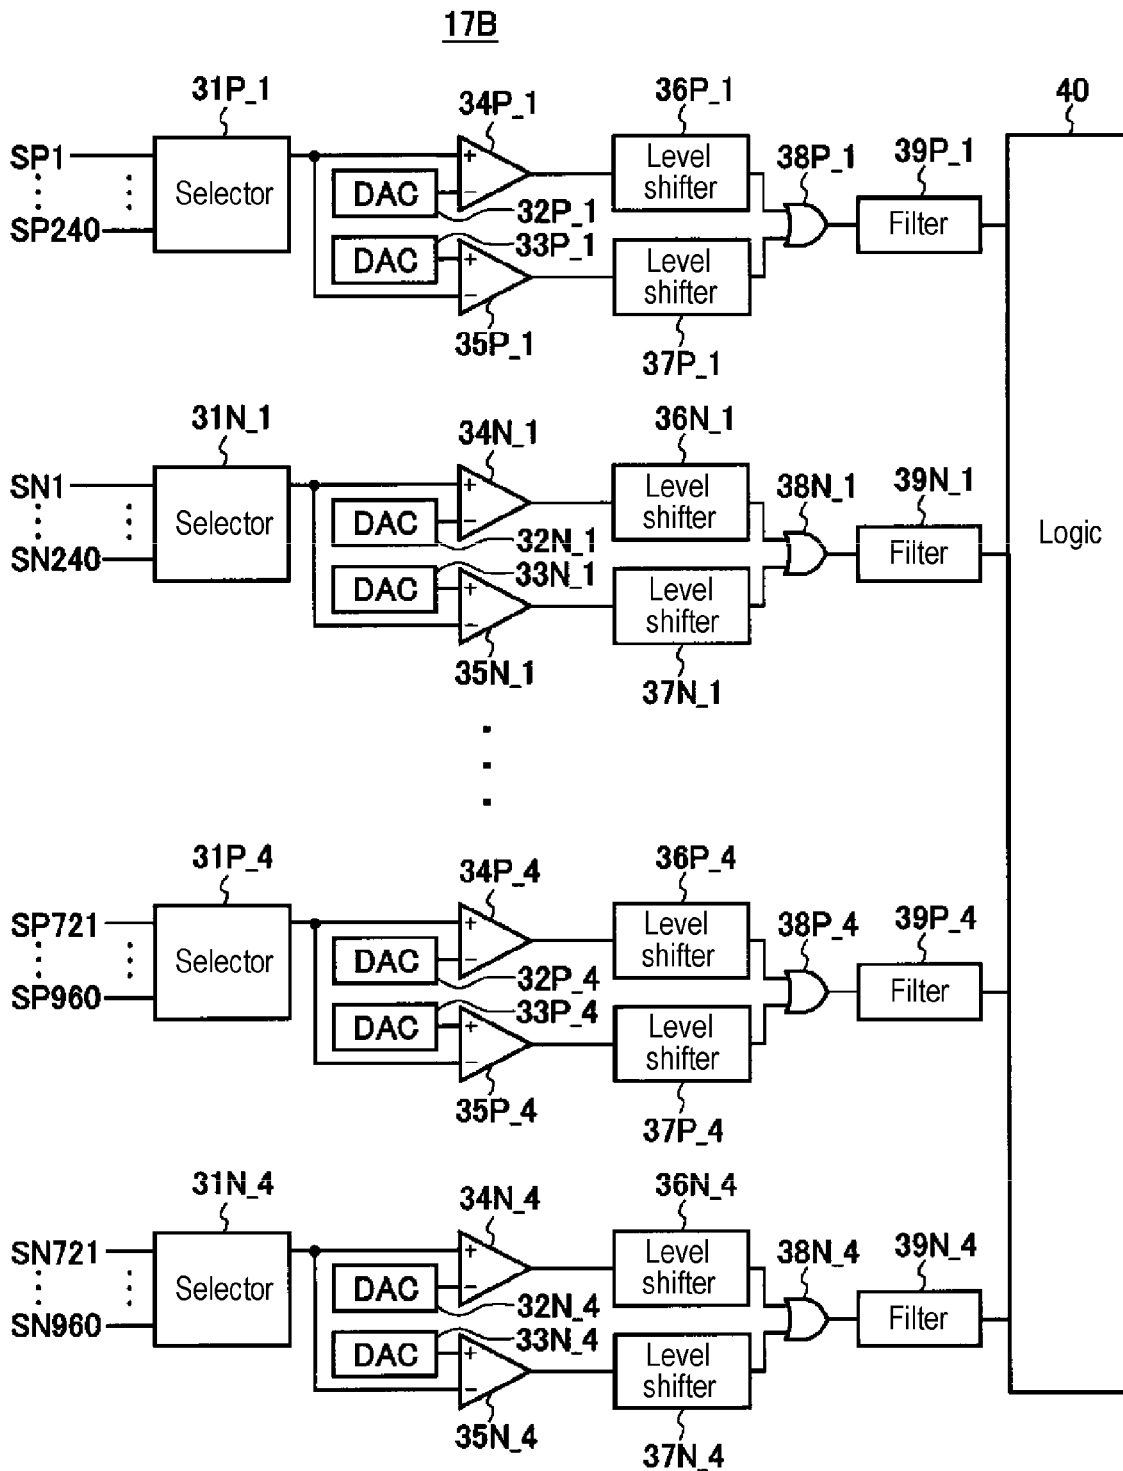 17B
31P_1
34P_1
36P_1
40
SP1
SP240
Selector
+
−
DAC
32P_1
Level
shifter
38P_1
39P_1
Filter
33P_1
DAC
+
−
35P_1
Level
shifter
37P_1
31N_1
34N_1
36N_1
SN1
SN240
Selector
+
−
DAC
32N_1
Level
shifter
38N_1
39N_1
Filter
Logic
33N_1
DAC
+
−
35N_1
Level
shifter
37N_1
31P_4
34P_4
36P_4
SP721
SP960
Selector
+
−
DAC
32P_4
Level
shifter
38P_4
39P_4
Filter
33P_4
DAC
+
−
35P_4
Level
shifter
37P_4
31N_4
34N_4
36N_4
SN721
SN960
Selector
+
−
DAC
32N_4
Level
shifter
38N_4
39N_4
Filter
33N_4
DAC
+
−
35N_4
Level
shifter
37N_4